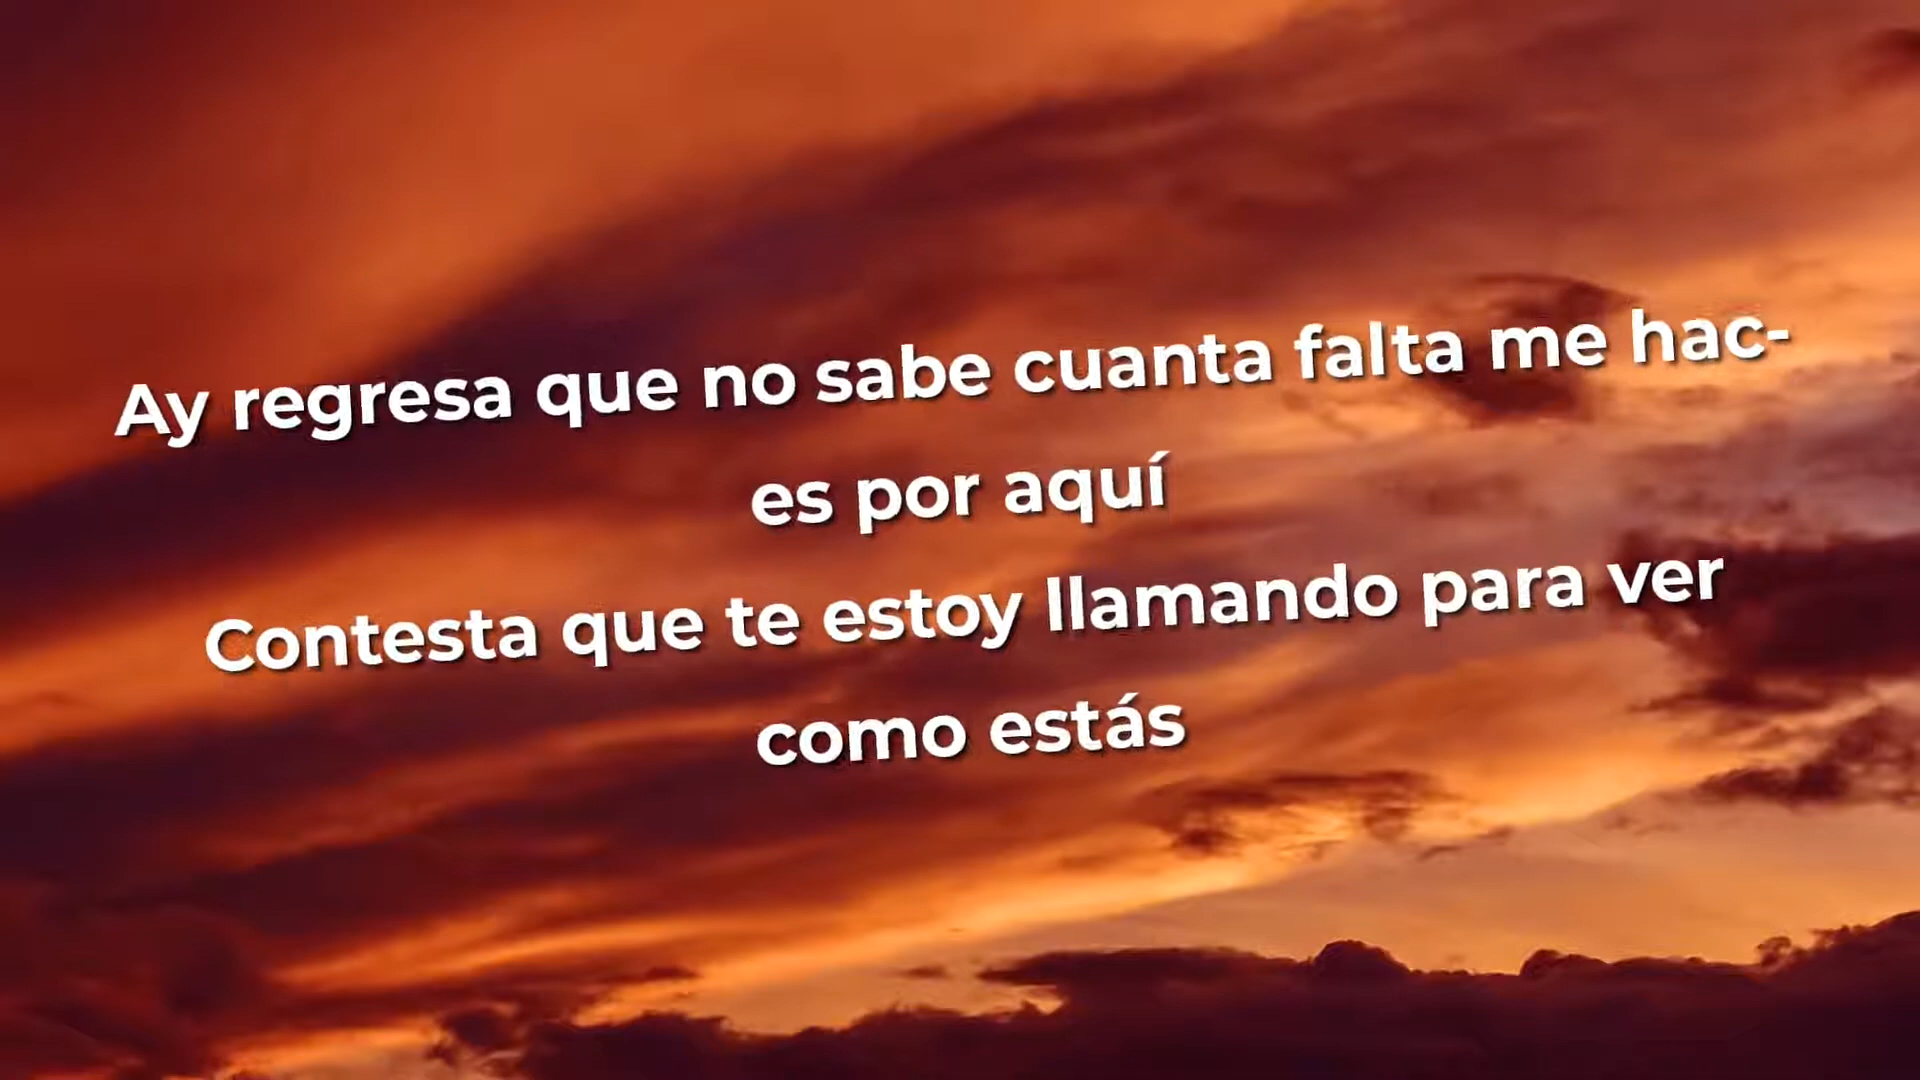 Ay regresa que no sabe cuanta falta me hac-
es por aquí
Contesta que te estoy llamando para ver
como estás